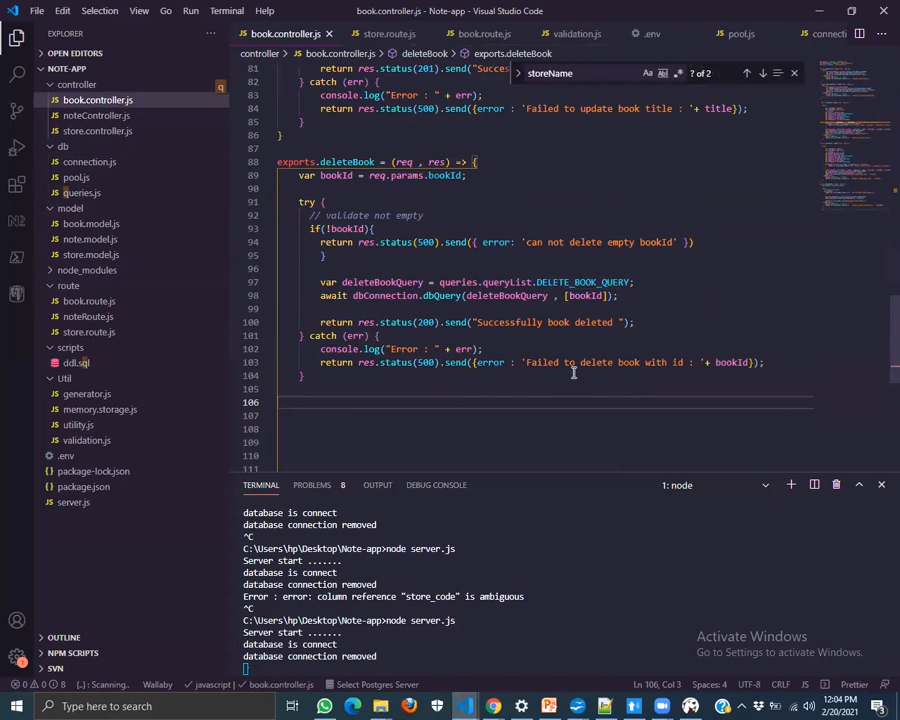 File Edit Selection View Go Run Terminal Help book.controller.js - Note-app - Visual Studio Code
EXPLORER ··· book.controller.js × store.route.js book.route.js validation.js .env pool.js connecti ···
OPEN EDITORS
NOTE-APP
controller
book.controller.js
noteController.js
store.controller.js
db
connection.js
pool.js
queries.js
model
book.model.js
note.model.js
store.model.js
node_modules
route
book.route.js
noteRoute.js
store.route.js
scripts
ddl.sql
Util
generator.js
memory.storage.js
utility.js
validation.js
.env
package-lock.json
package.json
server.js
OUTLINE
NPM SCRIPTS
SVN
controller > book.controller.js > deleteBook > exports.deleteBook
storeName Aa ? of 2
81 return res.status(201).send("Succes
82 } catch (err) {
83 console.log("Error : " + err);
84 return res.status(500).send({error : 'Failed to update book title : '+ title});
85 }
86 }
87
88 exports.deleteBook = (req , res) => {
89 var bookId = req.params.bookId;
90
91 try {
92 // validate not empty
93 if(!bookId){
94 return res.status(500).send({ error: 'can not delete empty bookId' })
95 }
96
97 var deleteBookQuery = queries.queryList.DELETE_BOOK_QUERY;
98 await dbConnection.dbQuery(deleteBookQuery , [bookId]);
99
100 return res.status(200).send("Successfully book deleted ");
101 } catch (err) {
102 console.log("Error : " + err);
103 return res.status(500).send({error : 'Failed to delete book with id : '+ bookId});
104 }
105
106
107
108
109
110
111
TERMINAL PROBLEMS 8 OUTPUT DEBUG CONSOLE 1: node
database is connect
database connection removed
^C
C:\Users\hp\Desktop\Note-app>node server.js
Server start .......
database is connect
database connection removed
Error : error: column reference "store_code" is ambiguous
^C
C:\Users\hp\Desktop\Note-app>node server.js
Server start .......
database is connect
database connection removed
Activate Windows
Go to Settings to activate Windows.
0 0 8 {..} : Scanning.. Wallaby ✓ javascript | ✓ book.controller.js Select Postgres Server Ln 106, Col 3 Spaces: 4 UTF-8 CRLF JS Prettier
Type here to search
12:04 PM
2/20/2021